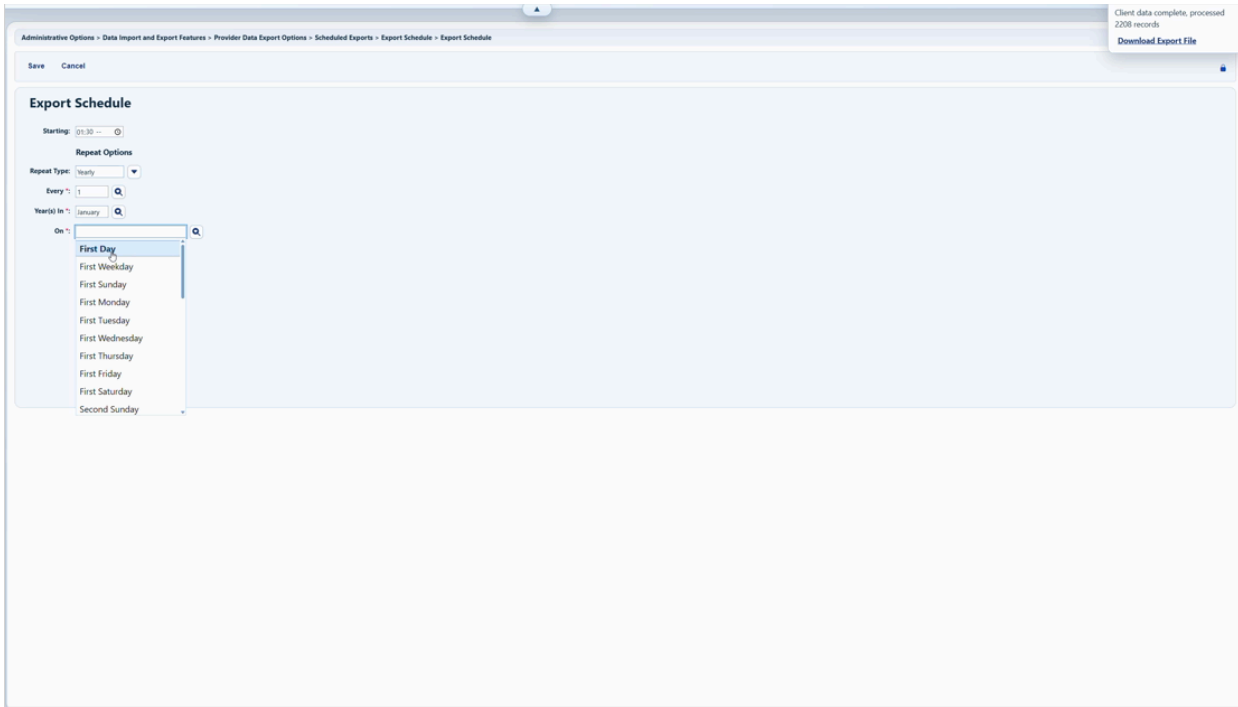 ▲
Client data complete, processed
2208 records
Download Export File
Administrative Options > Data Import and Export Features > Provider Data Export Options > Scheduled Exports > Export Schedule > Export Schedule
Save Cancel
Export Schedule
Starting: 01:30 --
Repeat Options
Repeat Type: Yearly
Every *: 1
Year(s) In *: January
On *:
First Day
First Weekday
First Sunday
First Monday
First Tuesday
First Wednesday
First Thursday
First Friday
First Saturday
Second Sunday